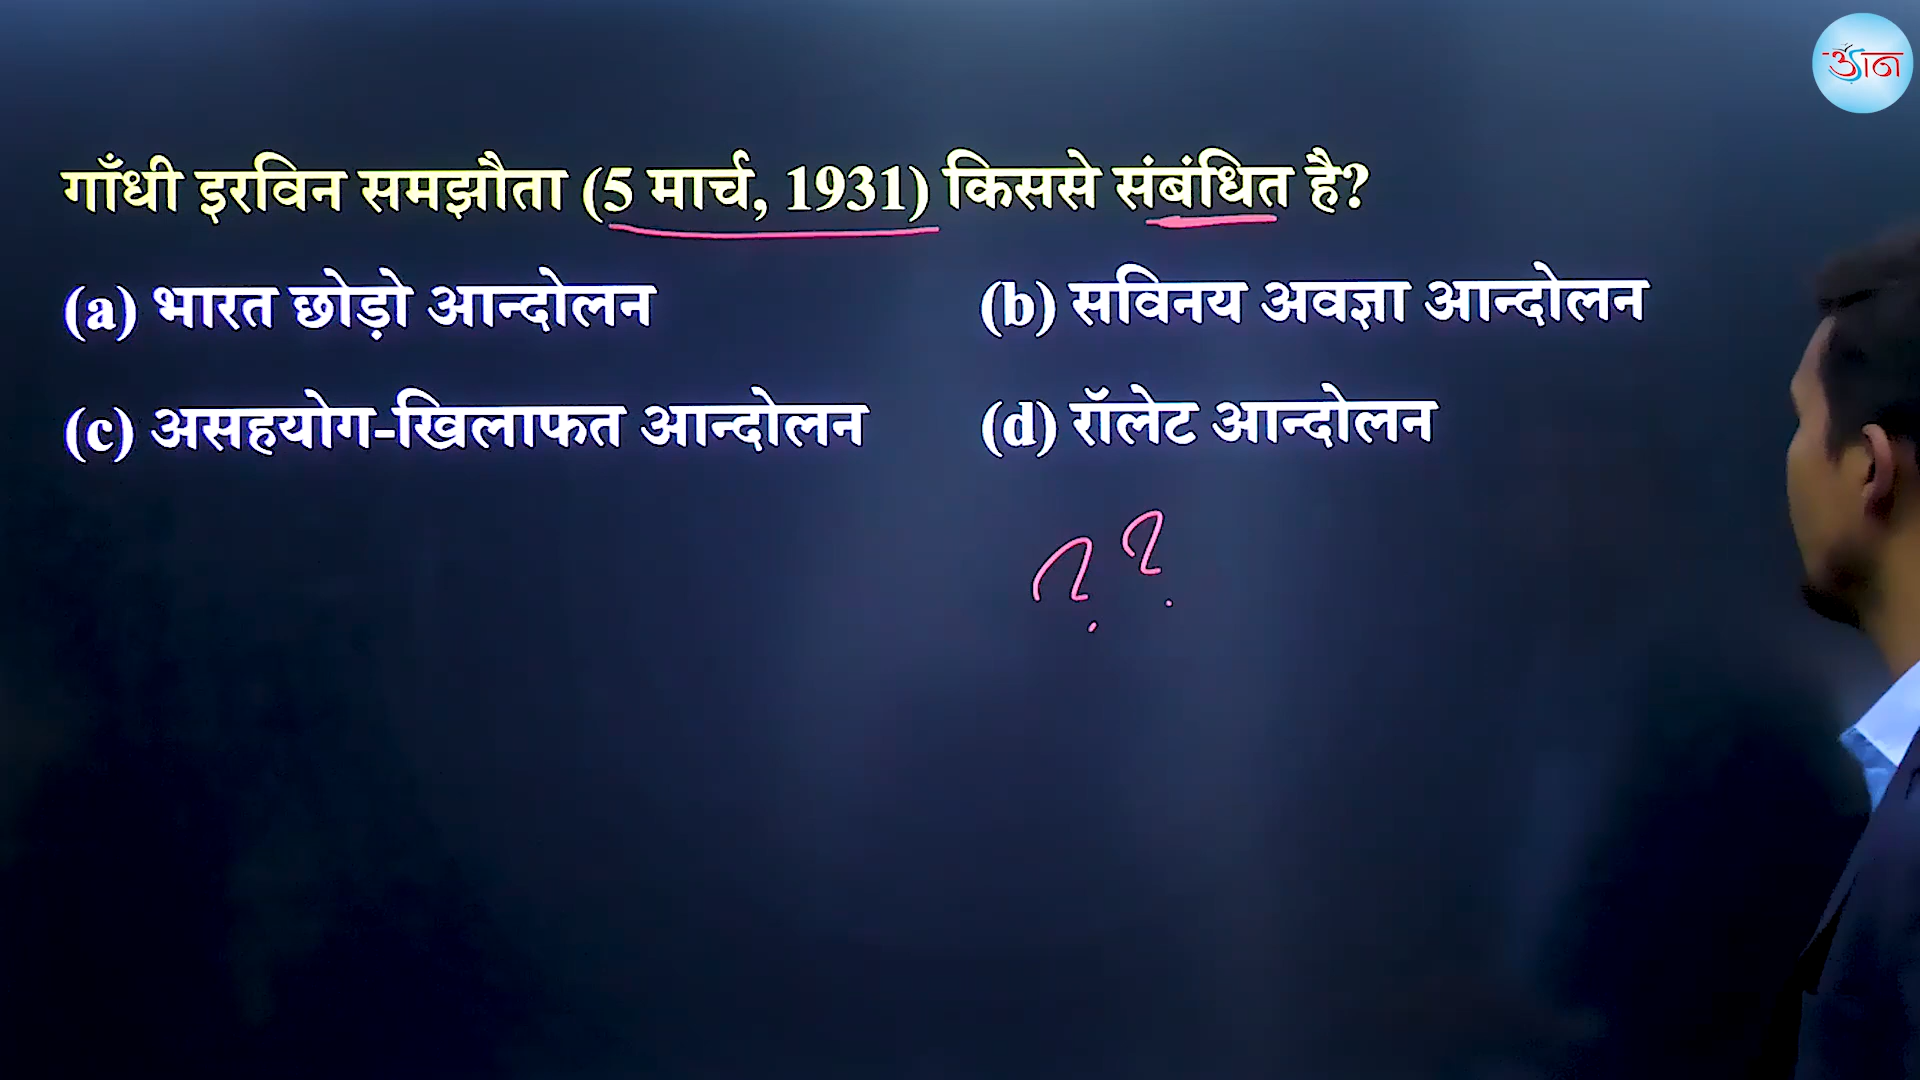 उड़ान
गाँधी इरविन समझौता (5 मार्च, 1931) किससे संबंधित है?
(a) भारत छोड़ो आन्दोलन (b) सविनय अवज्ञा आन्दोलन
(c) असहयोग-खिलाफत आन्दोलन (d) रॉलेट आन्दोलन
??